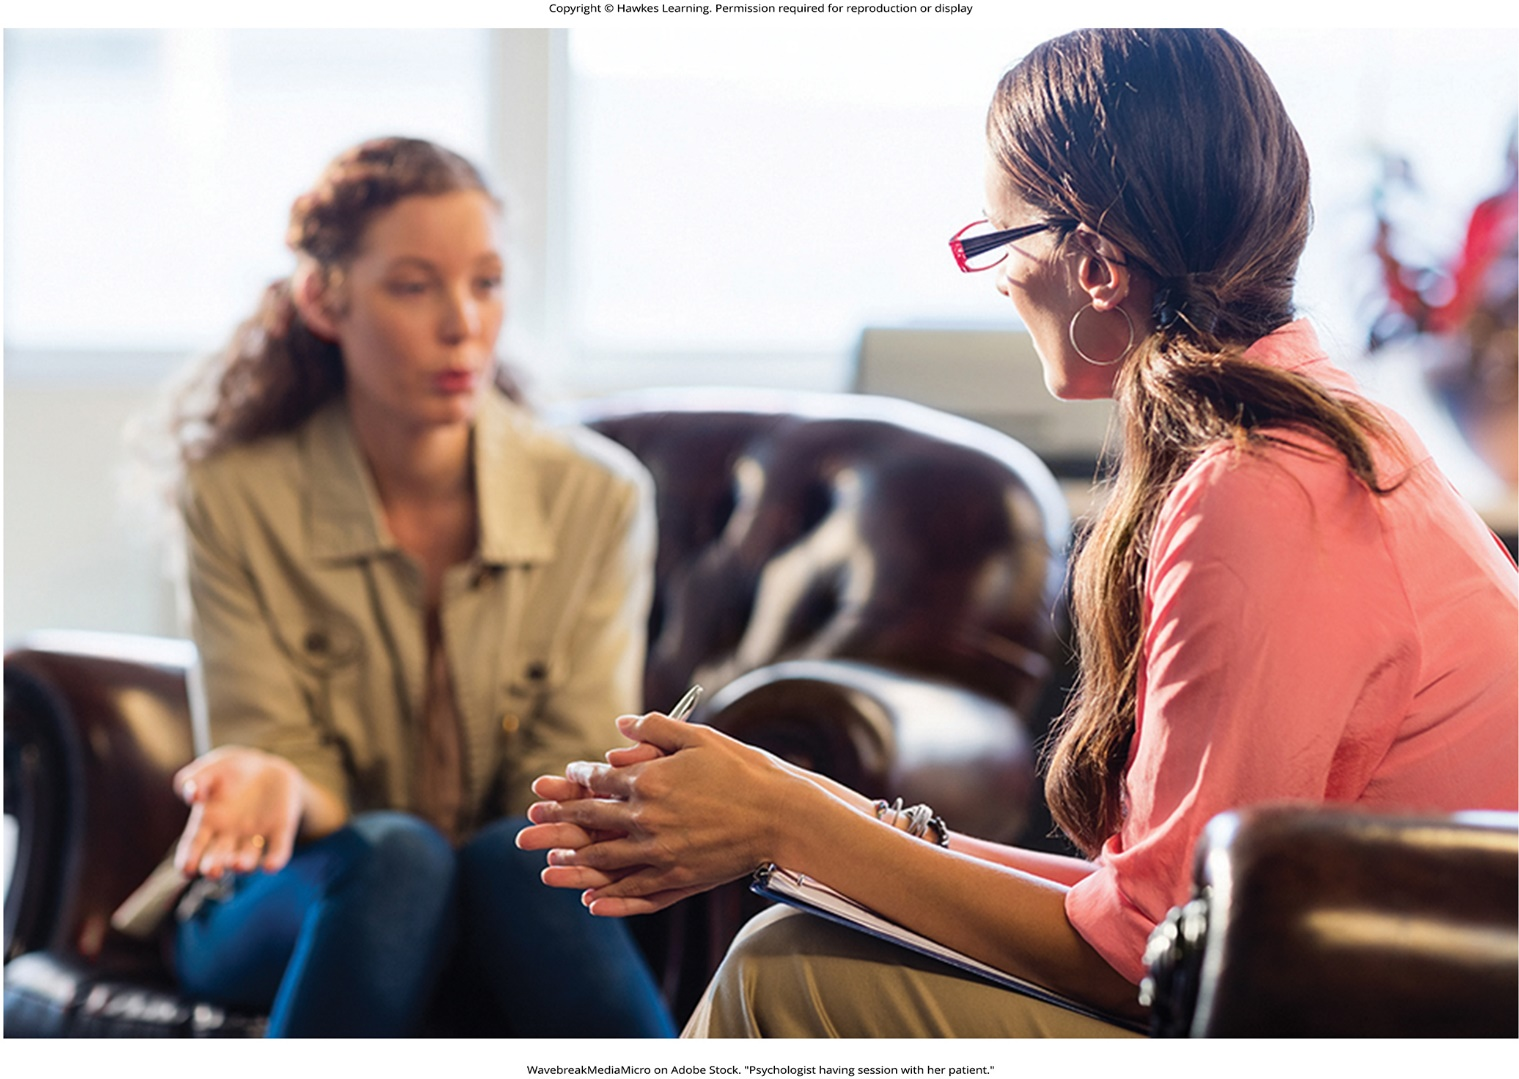 Copyright © Hawkes Learning. Permission required for reproduction or display
WavebreakMediaMicro on Adobe Stock. "Psychologist having session with her patient."